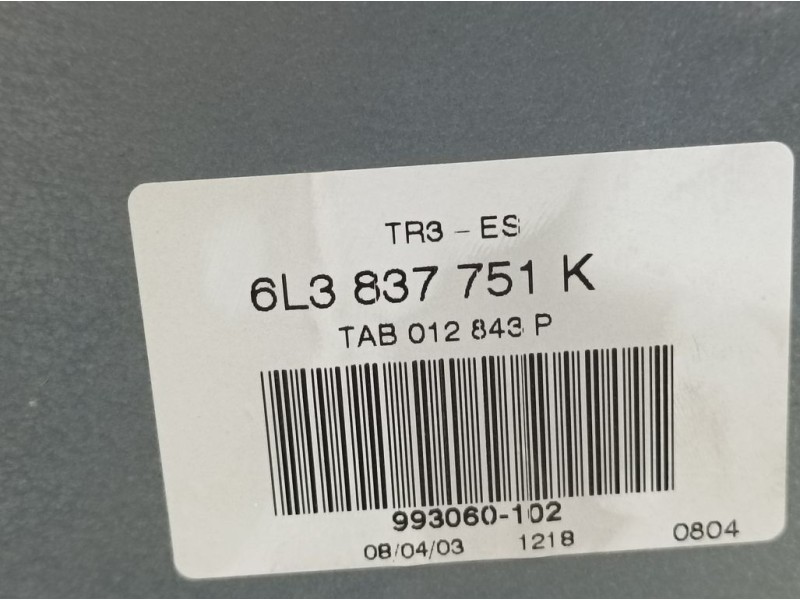 TR3 - ES
6L3 837 751 K
TAB 012 843 P
993060-102
08/04/03 1218 0804